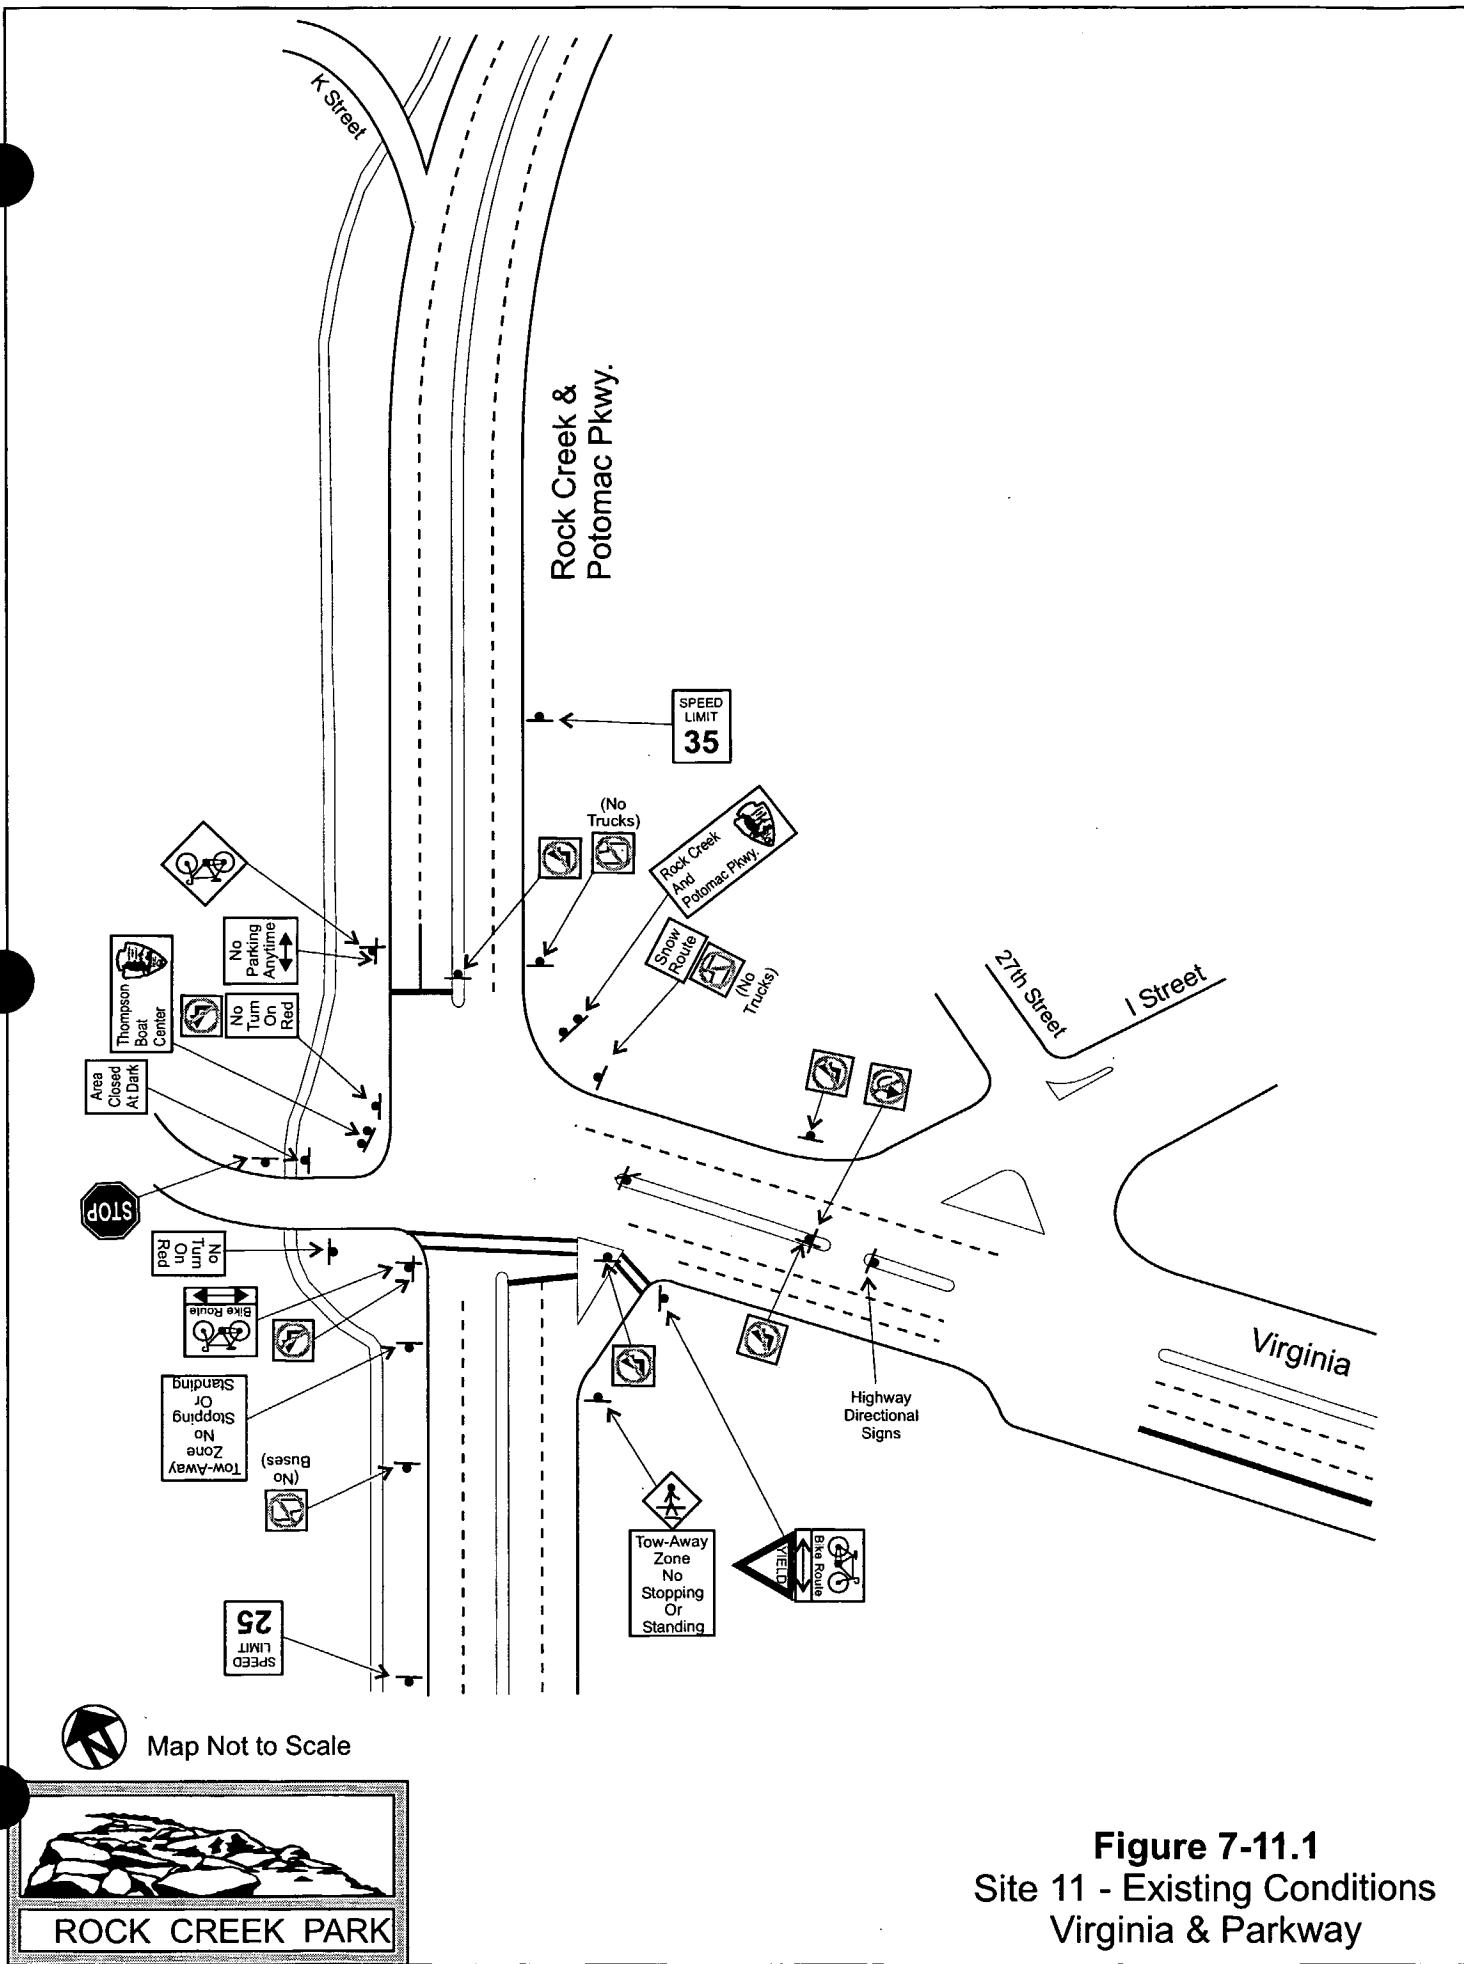 K Street
Rock Creek &
Potomac Pkwy.
SPEED
LIMIT
35
(No
Trucks)
Rock Creek
And
Potomac Pkwy.
Snow
Route
(No
Trucks)
No
Parking
Anytime
Thompson
Boat
Center
No
Turn
On
Red
Area
Closed
At Dark
STOP
27th Street
I Street
No
Turn
On
Red
Bike Route
Tow-Away
Zone
No
Stopping
Or
Standing
(No
Buses)
SPEED
LIMIT
25
Virginia
Highway
Directional
Signs
Tow-Away
Zone
No
Stopping
Or
Standing
YIELD
Bike Route
N
Map Not to Scale
ROCK CREEK PARK
Figure 7-11.1
Site 11 - Existing Conditions
Virginia & Parkway